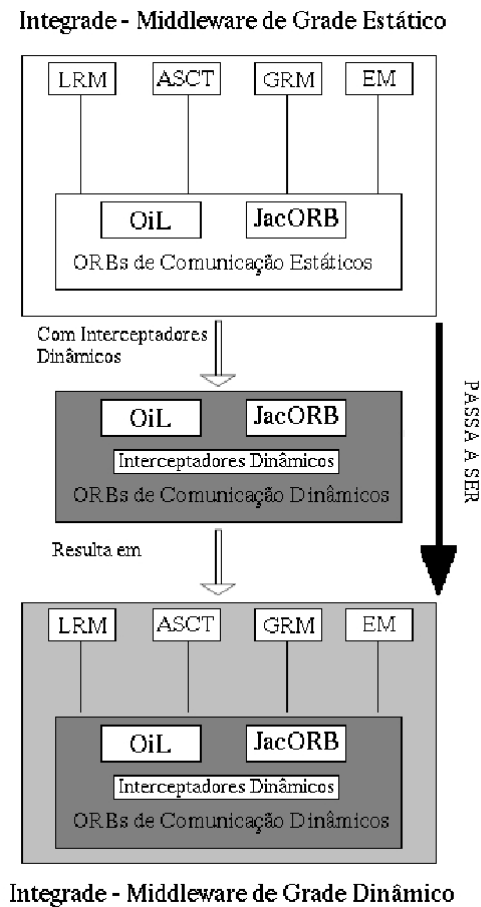 Integrade - Middleware de Grade Estático
LRM ASCT GRM EM
OiL JacORB
ORBs de Comunicação Estáticos
Com Interceptadores
Dinâmicos
PASSA A SER
OiL JacORB
Interceptadores Dinâmicos
ORBs de Comunicação Dinâmicos
Resulta em
LRM ASCT GRM EM
OiL JacORB
Interceptadores Dinâmicos
ORBs de Comunicação Dinâmicos
Integrade - Middleware de Grade Dinâmico